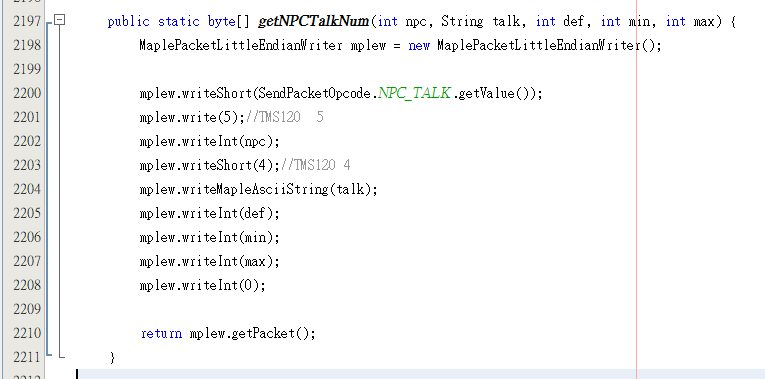 2197 public static byte[] getNPCTalkNum(int npc, String talk, int def, int min, int max) {
2198 MaplePacketLittleEndianWriter mplew = new MaplePacketLittleEndianWriter();
2199
2200 mplew.writeShort(SendPacketOpcode.NPC_TALK.getValue());
2201 mplew.write(5);//TMS120  5
2202 mplew.writeInt(npc);
2203 mplew.writeShort(4);//TMS120 4
2204 mplew.writeMapleAsciiString(talk);
2205 mplew.writeInt(def);
2206 mplew.writeInt(min);
2207 mplew.writeInt(max);
2208 mplew.writeInt(0);
2209
2210 return mplew.getPacket();
2211 }